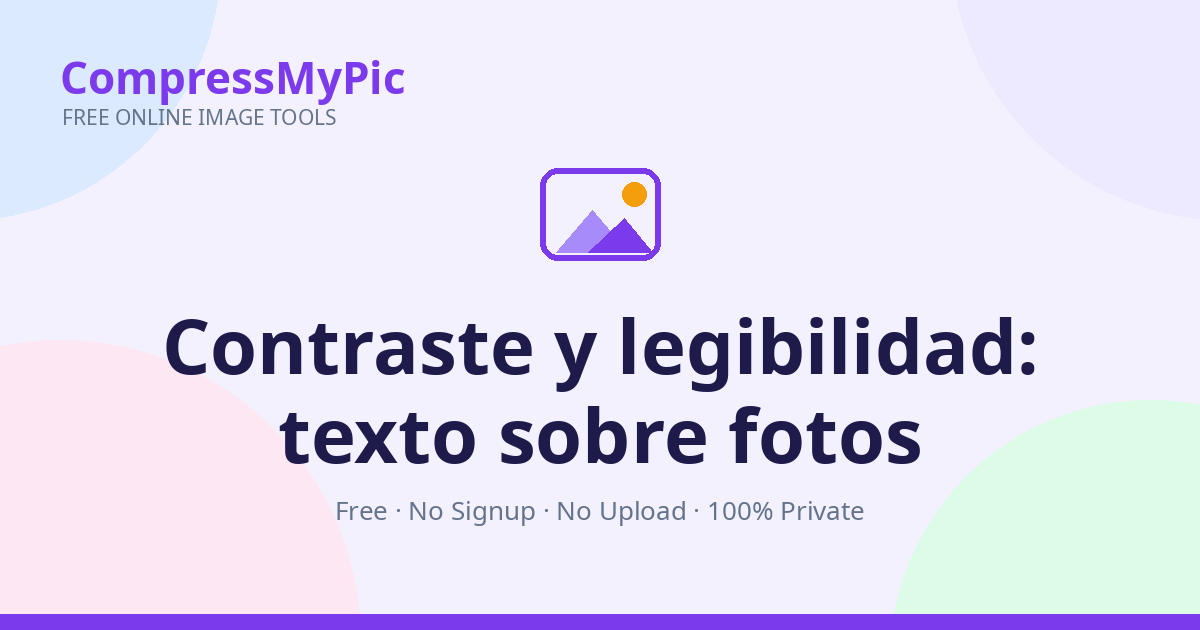 CompressMyPic
FREE ONLINE IMAGE TOOLS
Contraste y legibilidad:
texto sobre fotos
Free · No Signup · No Upload · 100% Private